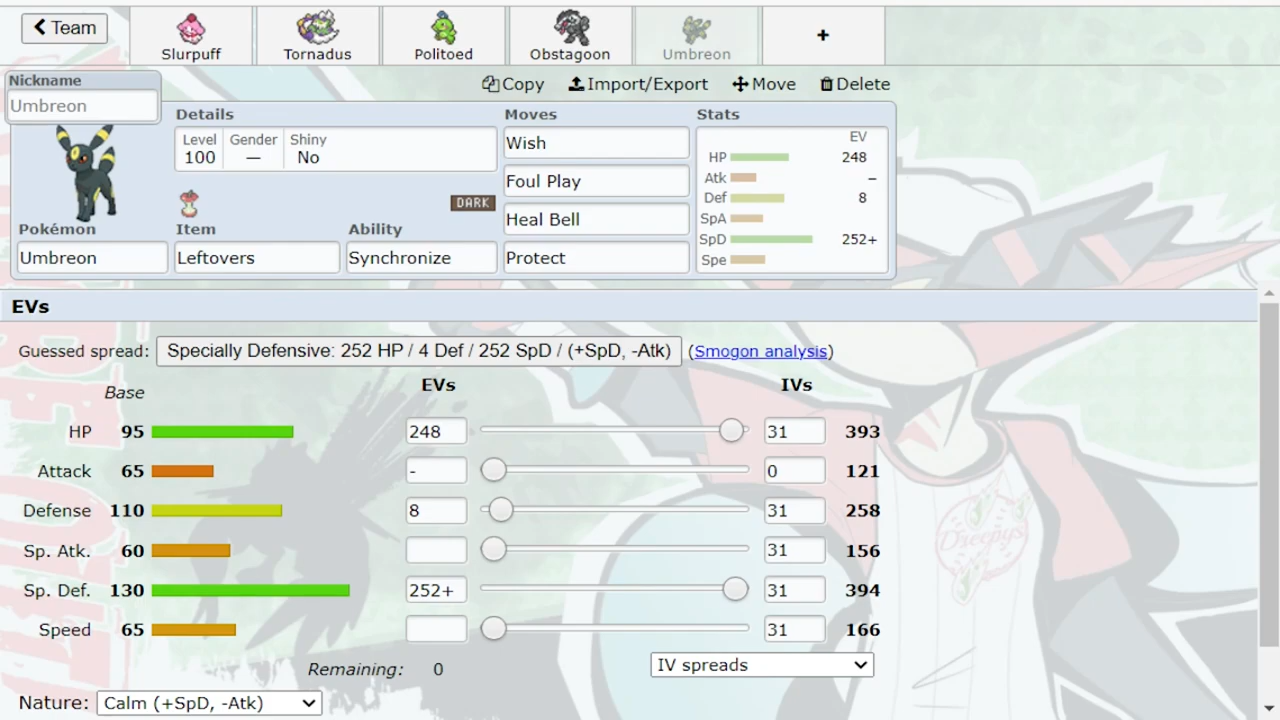 Team
Slurpuff
Tornadus
Politoed
Obstagoon
Umbreon
+
Nickname
Umbreon
Copy
Import/Export
Move
Delete
Details
Level Gender Shiny
100 — No
DARK
Pokémon
Umbreon
Item
Leftovers
Ability
Synchronize
Moves
Wish
Foul Play
Heal Bell
Protect
Stats
EV
HP 248
Atk –
Def 8
SpA
SpD 252+
Spe
EVs
Guessed spread: Specially Defensive: 252 HP / 4 Def / 252 SpD / (+SpD, -Atk) (Smogon analysis)
Base EVs IVs
HP 95 248 31 393
Attack 65 - 0 121
Defense 110 8 31 258
Sp. Atk. 60 31 156
Sp. Def. 130 252+ 31 394
Speed 65 31 166
Remaining: 0
IV spreads
Nature: Calm (+SpD, -Atk)
Dreepys